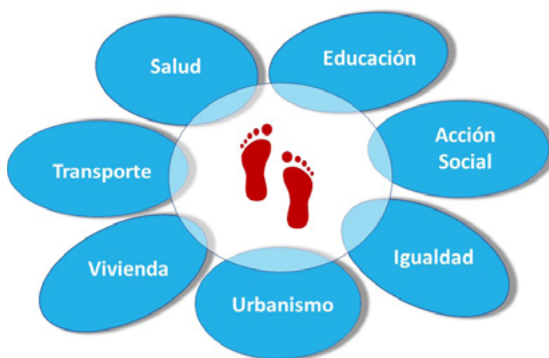 Salud
Educación
Acción
Social
Igualdad
Urbanismo
Vivienda
Transporte